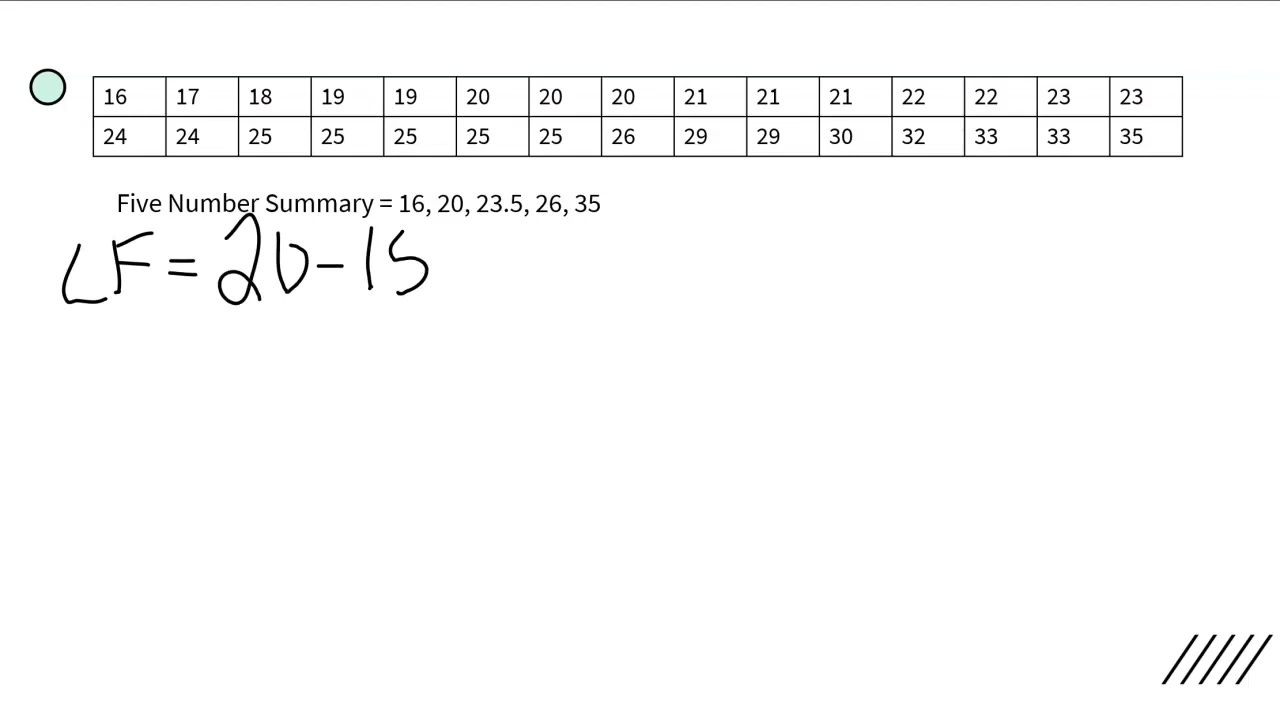 16 17 18 19 19 20 20 20 21 21 21 22 22 23 23
24 24 25 25 25 25 25 26 29 29 30 32 33 33 35
Five Number Summary = 16, 20, 23.5, 26, 35
LF = 20 - 15